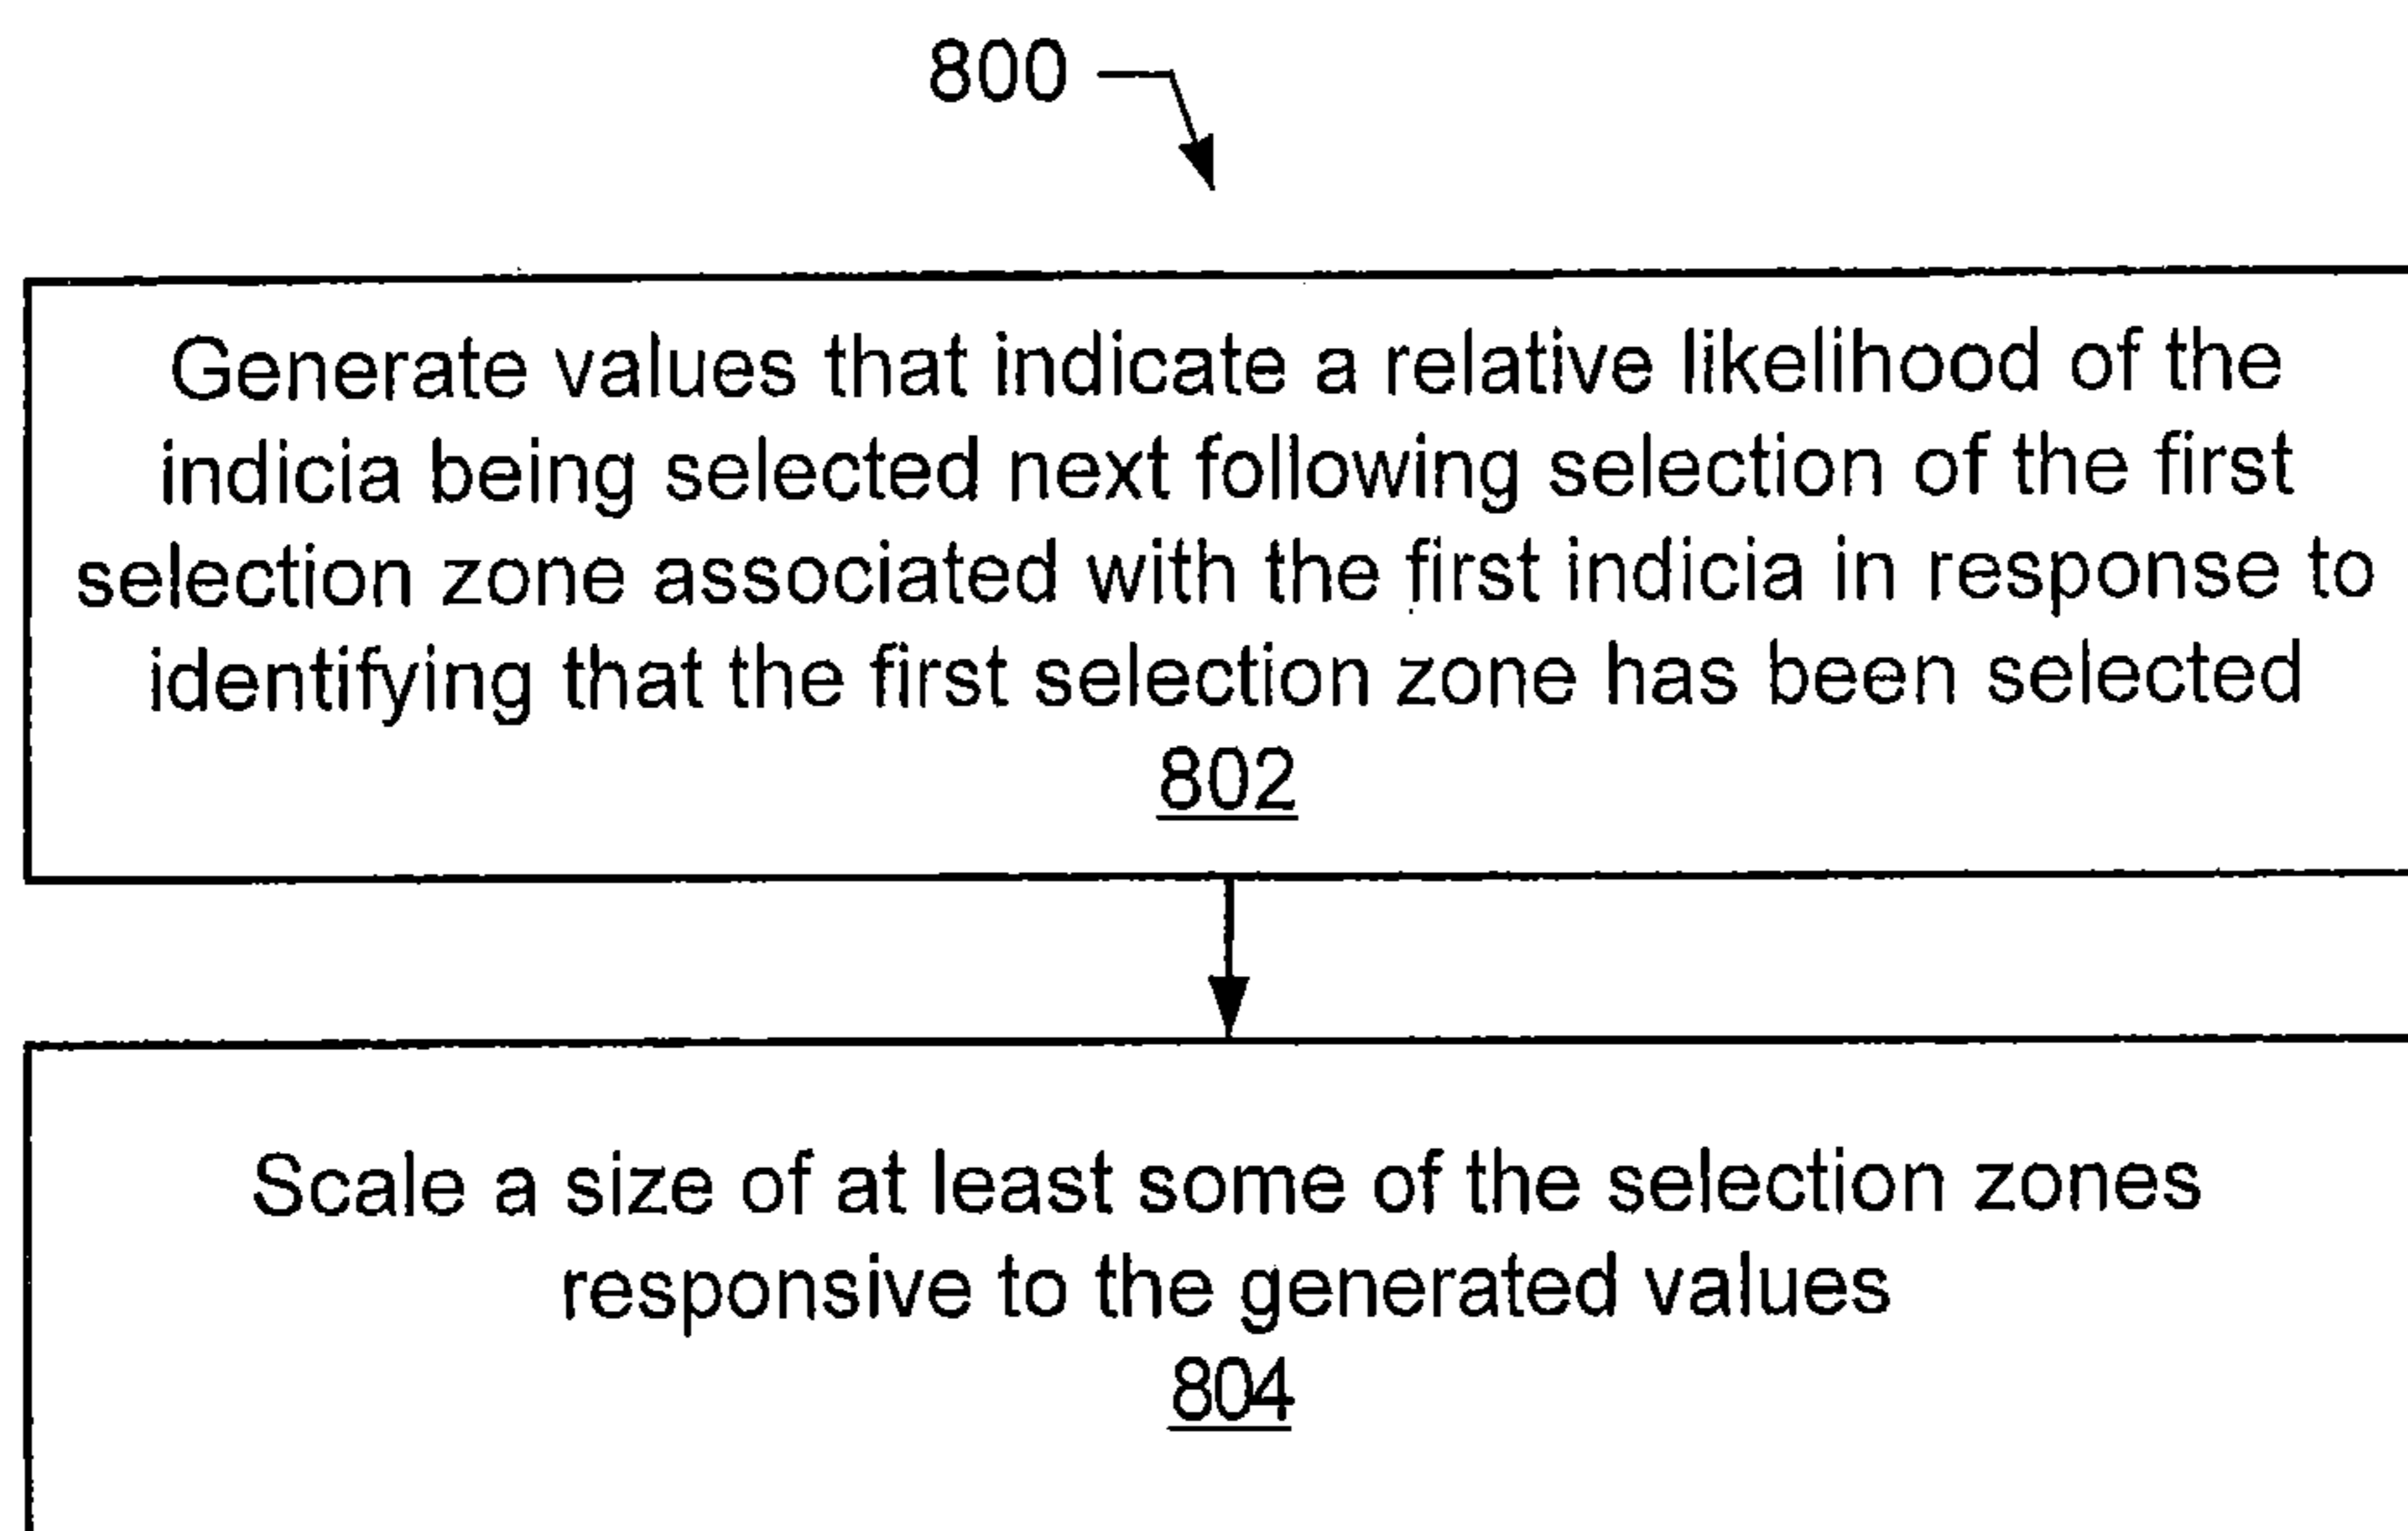 800
Generate values that indicate a relative likelihood of the
indicia being selected next following selection of the first
selection zone associated with the first indicia in response to
identifying that the first selection zone has been selected
802
Scale a size of at least some of the selection zones
responsive to the generated values
804